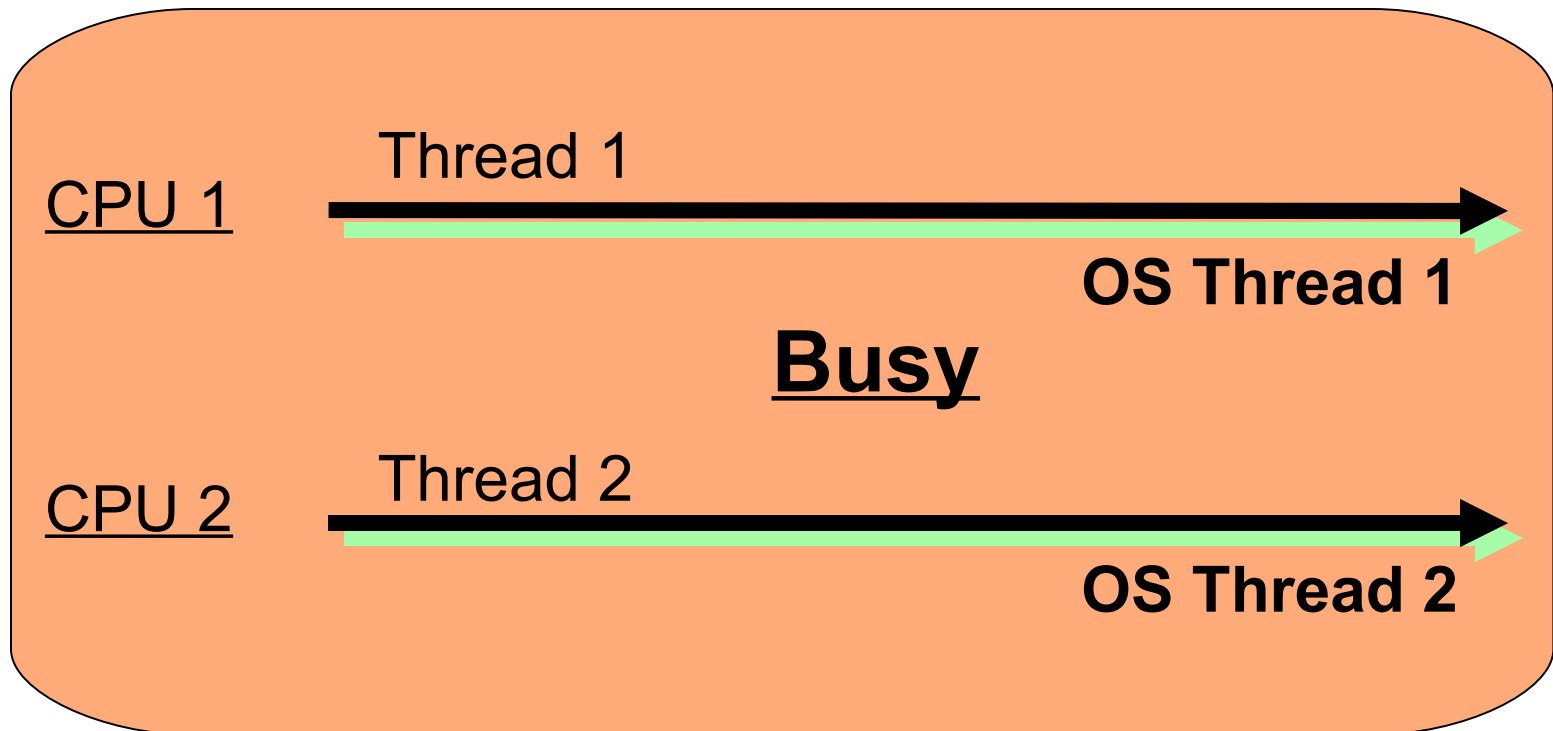 Thread 1
CPU 1
OS Thread 1
Busy
Thread 2
CPU 2
OS Thread 2